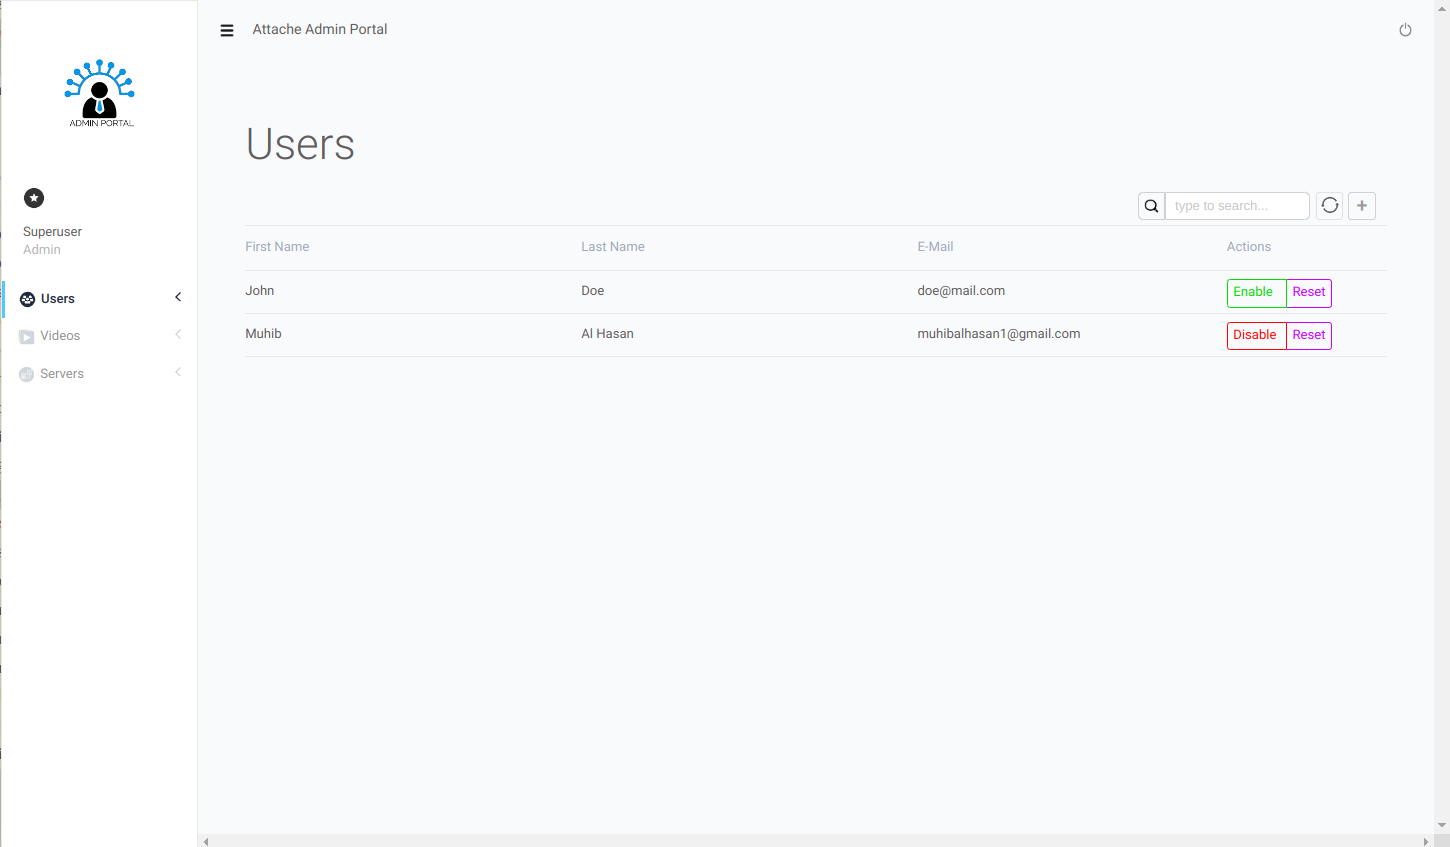 Attache Admin Portal
ADMIN PORTAL
Superuser
Admin
Users
Videos
Servers
Users
type to search...
First Name Last Name E-Mail Actions
John Doe doe@mail.com Enable Reset
Muhib Al Hasan muhibalhasan1@gmail.com Disable Reset